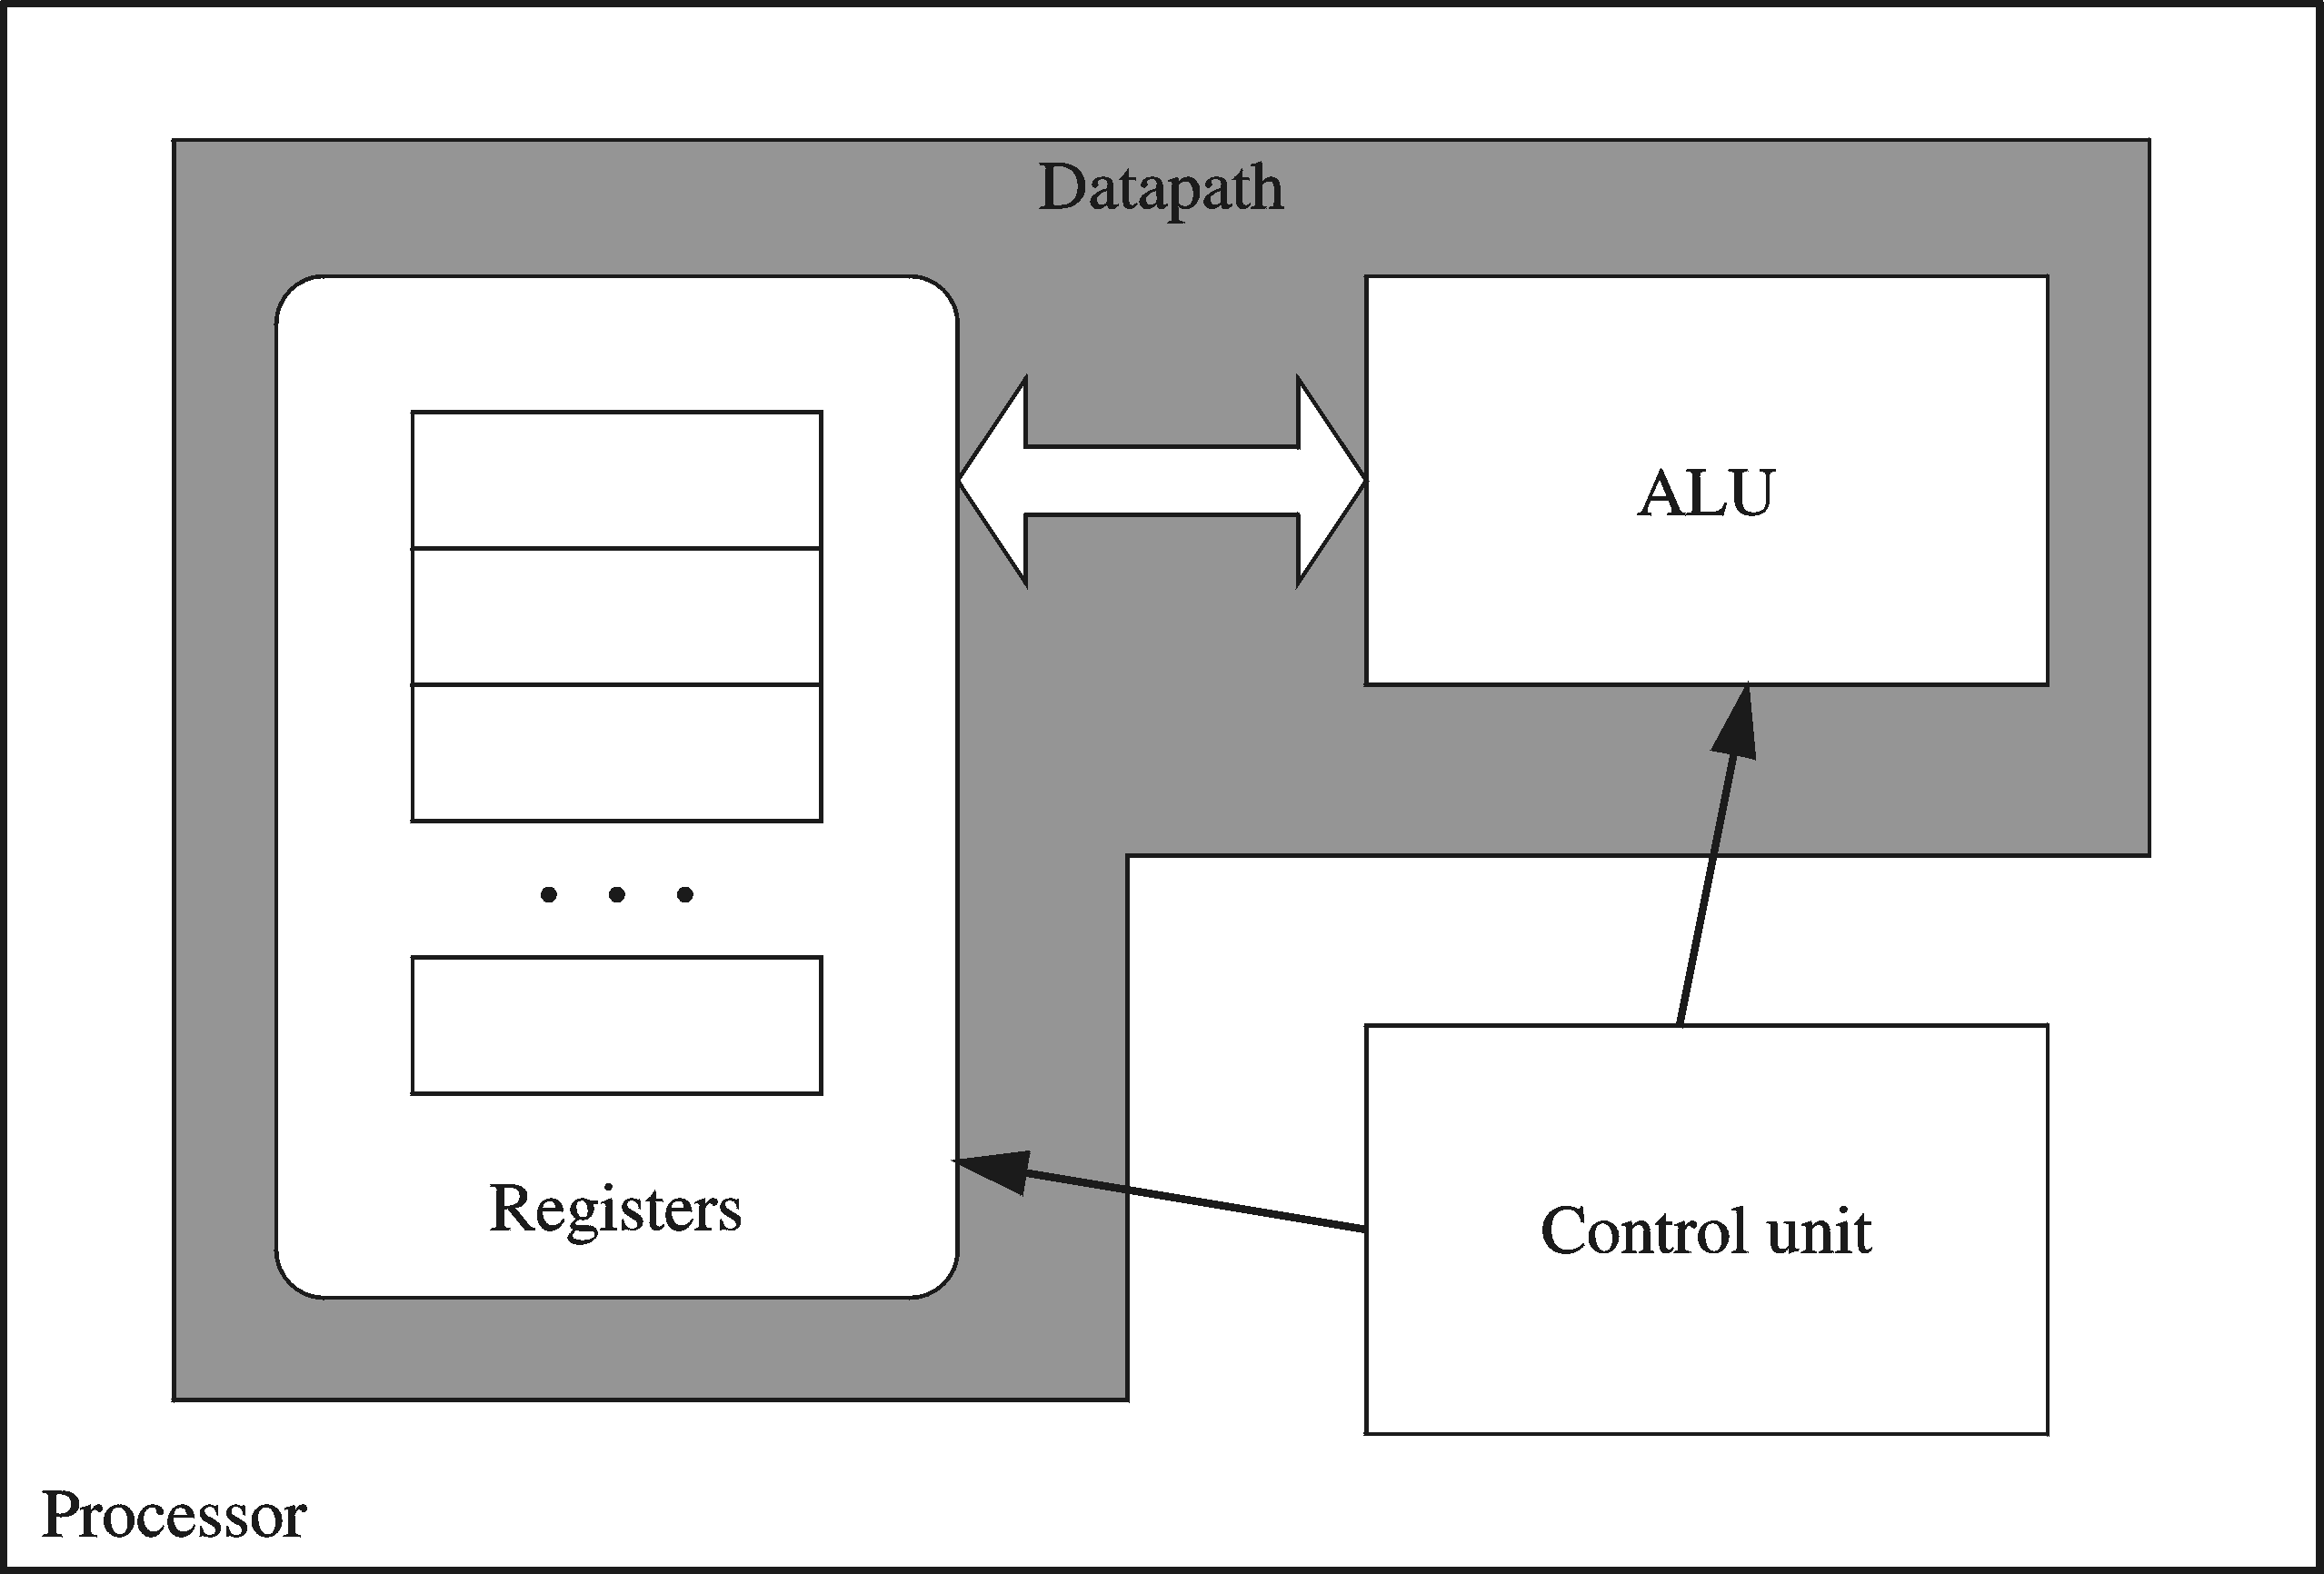 Datapath
ALU
Registers
Control unit
Processor